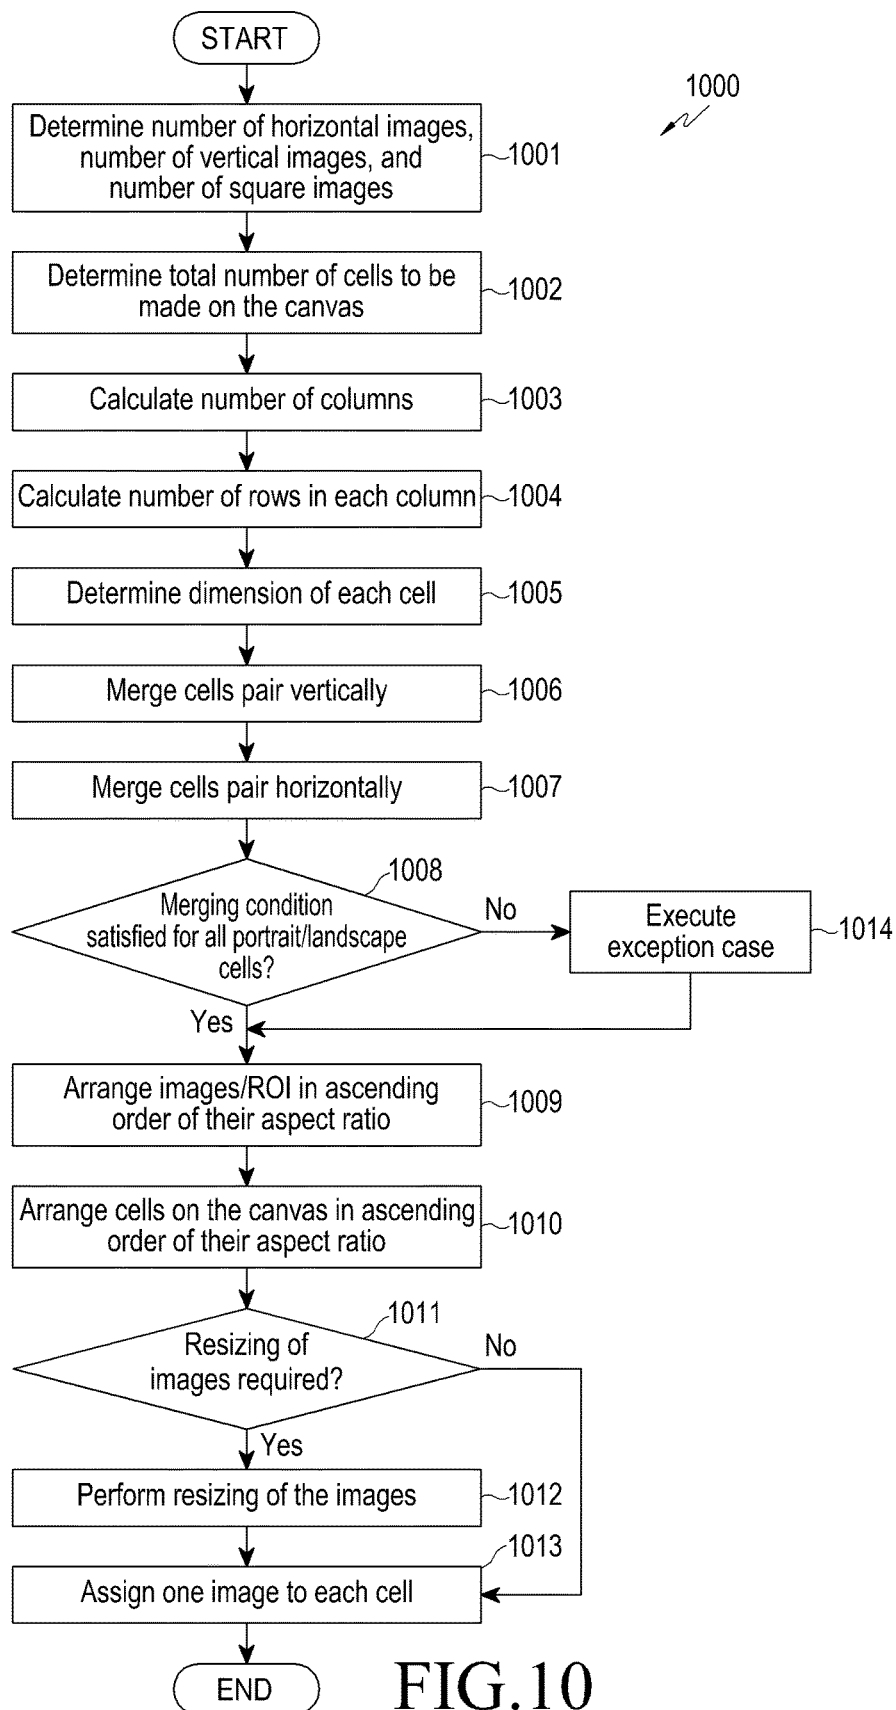 START
1000
Determine number of horizontal images,
number of vertical images, and
number of square images
1001
Determine total number of cells to be
made on the canvas
1002
Calculate number of columns
1003
Calculate number of rows in each column
1004
Determine dimension of each cell
1005
Merge cells pair vertically
1006
Merge cells pair horizontally
1007
1008
Merging condition
satisfied for all portrait/landscape
cells?
No
Execute
exception case
1014
Yes
Arrange images/ROI in ascending
order of their aspect ratio
1009
Arrange cells on the canvas in ascending
order of their aspect ratio
1010
1011
Resizing of
images required?
No
Yes
Perform resizing of the images
1012
1013
Assign one image to each cell
END
FIG.10